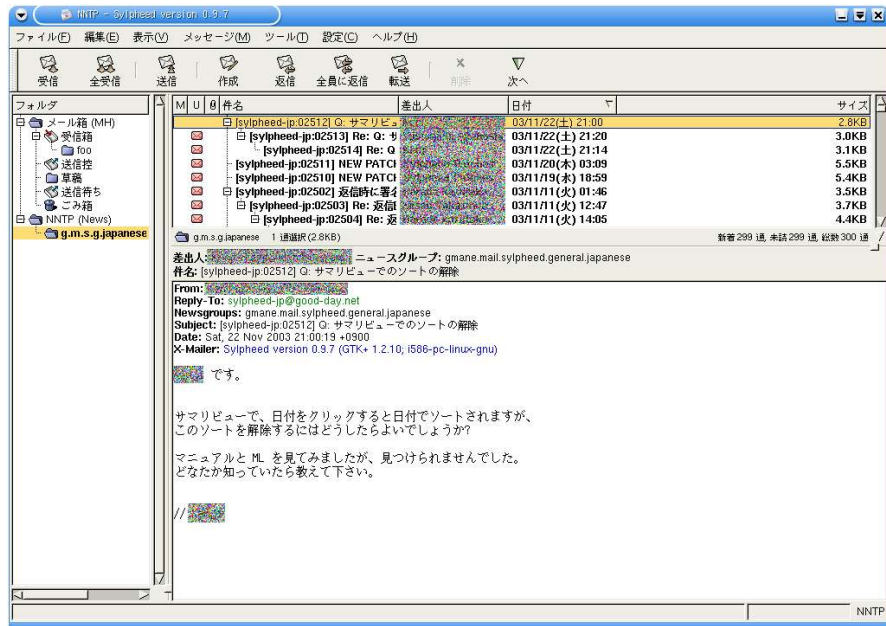 NNTP - Sylpheed version 0.9.7
ファイル(F) 編集(E) 表示(V) メッセージ(M) ツール(T) 設定(C) ヘルプ(H)
受信 全受信 送信 作成 返信 全員に返信 転送 削除 次へ
フォルダ
メール箱 (MH)
受信箱
foo
送信控
草稿
送信待ち
ごみ箱
NNTP (News)
g.m.s.g.japanese
M U 件名 差出人 日付 サイズ
[sylpheed-jp:02512] Q: サマリビュ 03/11/22(土) 21:00 2.8KB
[sylpheed-jp:02513] Re: Q: サ 03/11/22(土) 21:20 3.0KB
[sylpheed-jp:02514] Re: Q 03/11/22(土) 21:14 3.1KB
[sylpheed-jp:02511] NEW PATCH 03/11/20(木) 03:09 5.5KB
[sylpheed-jp:02510] NEW PATCH 03/11/19(水) 18:59 5.4KB
[sylpheed-jp:02502] 返信時に署名 03/11/11(火) 01:46 3.5KB
[sylpheed-jp:02503] Re: 返信 03/11/11(火) 12:47 3.7KB
[sylpheed-jp:02504] Re: 返 03/11/11(火) 14:05 4.4KB
g.m.s.g.japanese 1 通選択(2.8KB) 新着 299 通, 未読 299 通, 総数 300 通
差出人: ニュースグループ: gmane.mail.sylpheed.general.japanese
件名: [sylpheed-jp:02512] Q: サマリビューでのソートの解除
From:
Reply-To: sylpheed-jp@good-day.net
Newsgroups: gmane.mail.sylpheed.general.japanese
Subject: [sylpheed-jp:02512] Q: サマリビューでのソートの解除
Date: Sat, 22 Nov 2003 21:00:19 +0900
X-Mailer: Sylpheed version 0.9.7 (GTK+ 1.2.10; i586-pc-linux-gnu)
です。
サマリビューで、日付をクリックすると日付でソートされますが、
このソートを解除するにはどうしたらよいでしょうか?
マニュアルと ML を見てみましたが、見つけられませんでした。
どなたか知っていたら教えて下さい。
//
NNTP